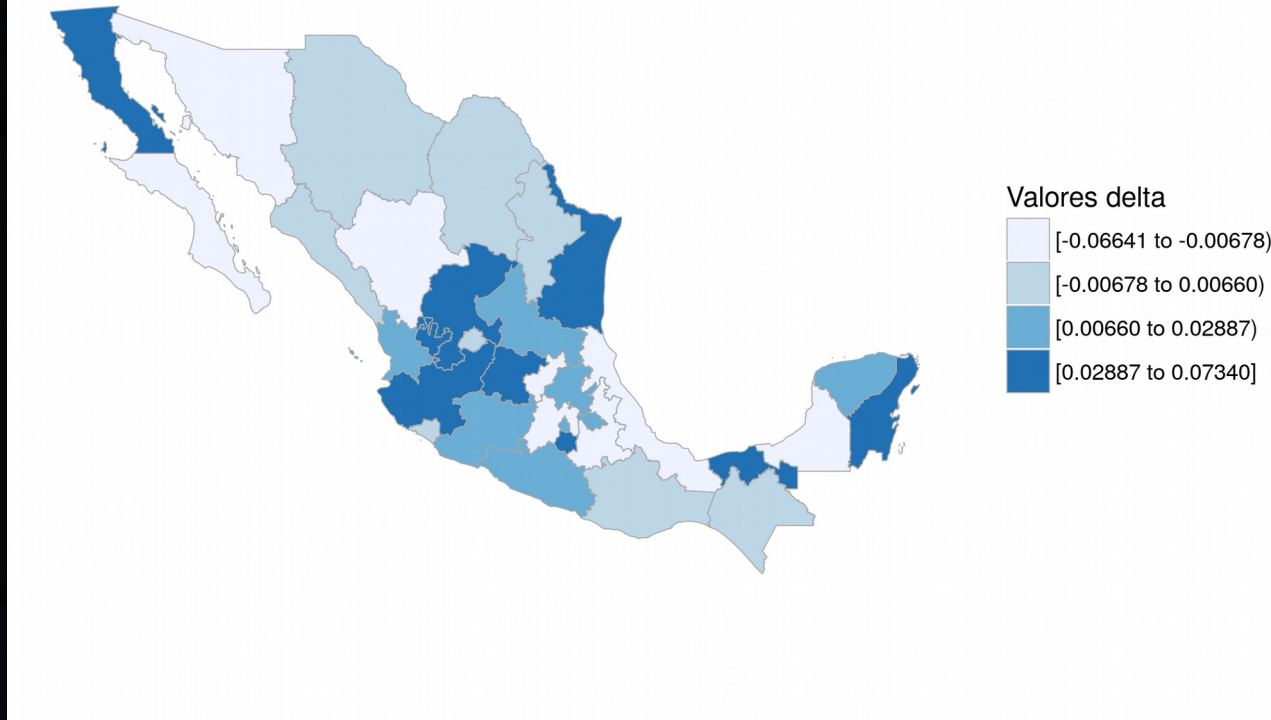 Valores delta
[-0.06641 to -0.00678)
[-0.00678 to 0.00660)
[0.00660 to 0.02887)
[0.02887 to 0.07340]